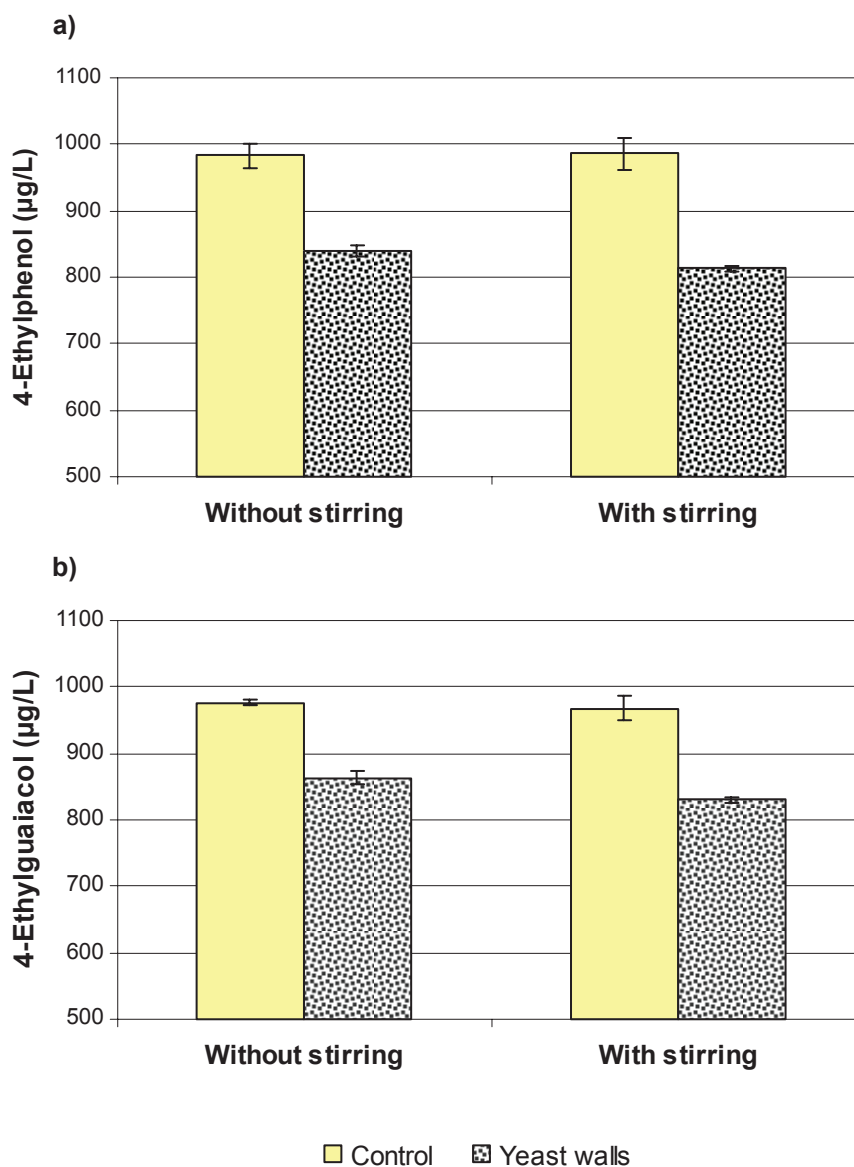 a)
1100
1000
900
800
700
600
500
4-Ethylphenol (µg/L)
Without stirring With stirring
b)
1100
1000
900
800
700
600
500
4-Ethylguaiacol (µg/L)
Without stirring With stirring
Control Yeast walls